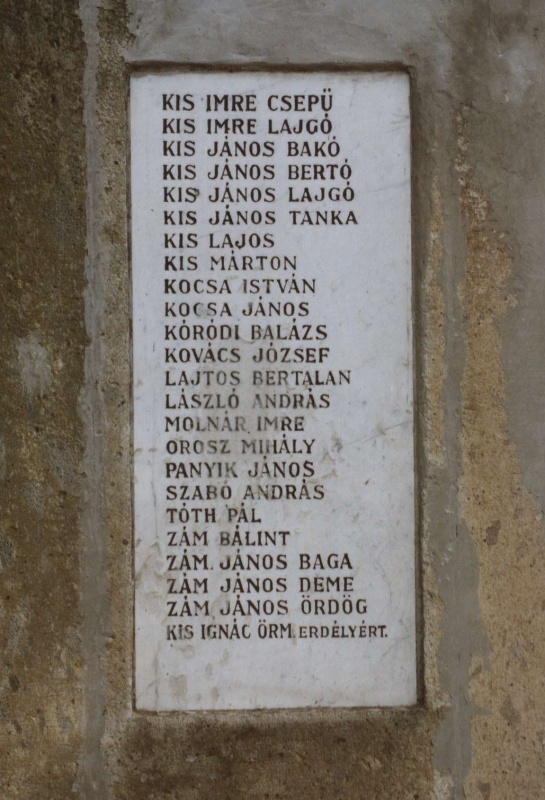 KIS IMRE CSEPÜ
KIS IMRE LAJGÓ
KIS JÁNOS BAKÓ
KIS JÁNOS BERTÓ
KIS JÁNOS LAJGÓ
KIS JÁNOS TANKA
KIS LAJOS
KIS MÁRTON
KOCSA ISTVÁN
KOCSA JÁNOS
KÓRÓDI BALÁZS
KOVÁCS JÓZSEF
LAJTOS BERTALAN
LÁSZLÓ ANDRÁS
MOLNÁR IMRE
OROSZ MIHÁLY
PANYIK JÁNOS
SZABÓ ANDRÁS
TÓTH PÁL
ZÁM BÁLINT
ZÁM JÁNOS BAGA
ZÁM JÁNOS DEME
ZÁM JÁNOS ÖRDÖG
KIS IGNÁC ÖRM. ERDÉLYÉRT.